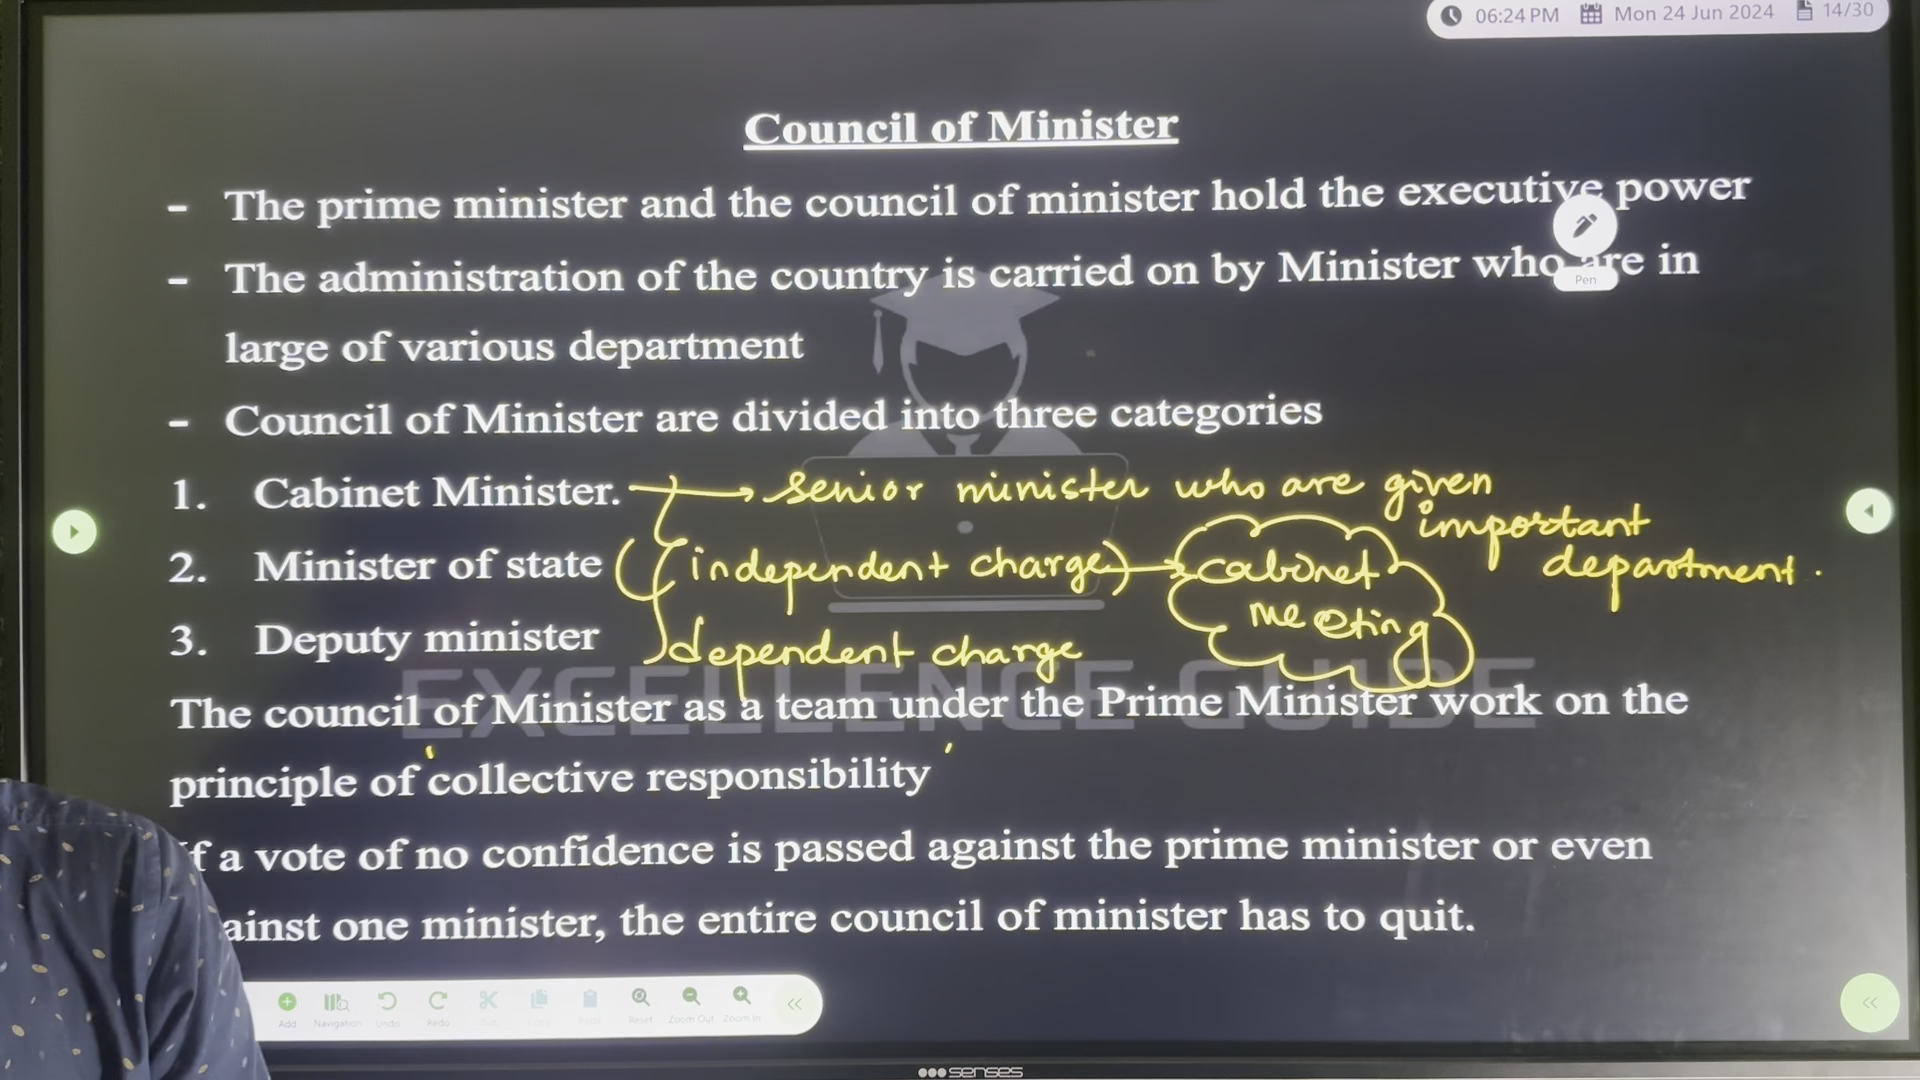 06:24 PM Mon 24 Jun 2024 14/30
Council of Minister
- The prime minister and the council of minister hold the executive power
Pen
- The administration of the country is carried on by Minister who are in
large of various department
- Council of Minister are divided into three categories
1. Cabinet Minister. → senior minister who are given
important
department.
2. Minister of state (independent charge) → cabinet
meeting
3. Deputy minister dependent charge
EXCELLENCE GUIDE
The council of Minister as a team under the Prime Minister work on the
principle of 'collective responsibility'
f a vote of no confidence is passed against the prime minister or even
ainst one minister, the entire council of minister has to quit.
Add Navigation Undo Redo Reset Zoom Out Zoom In
senses